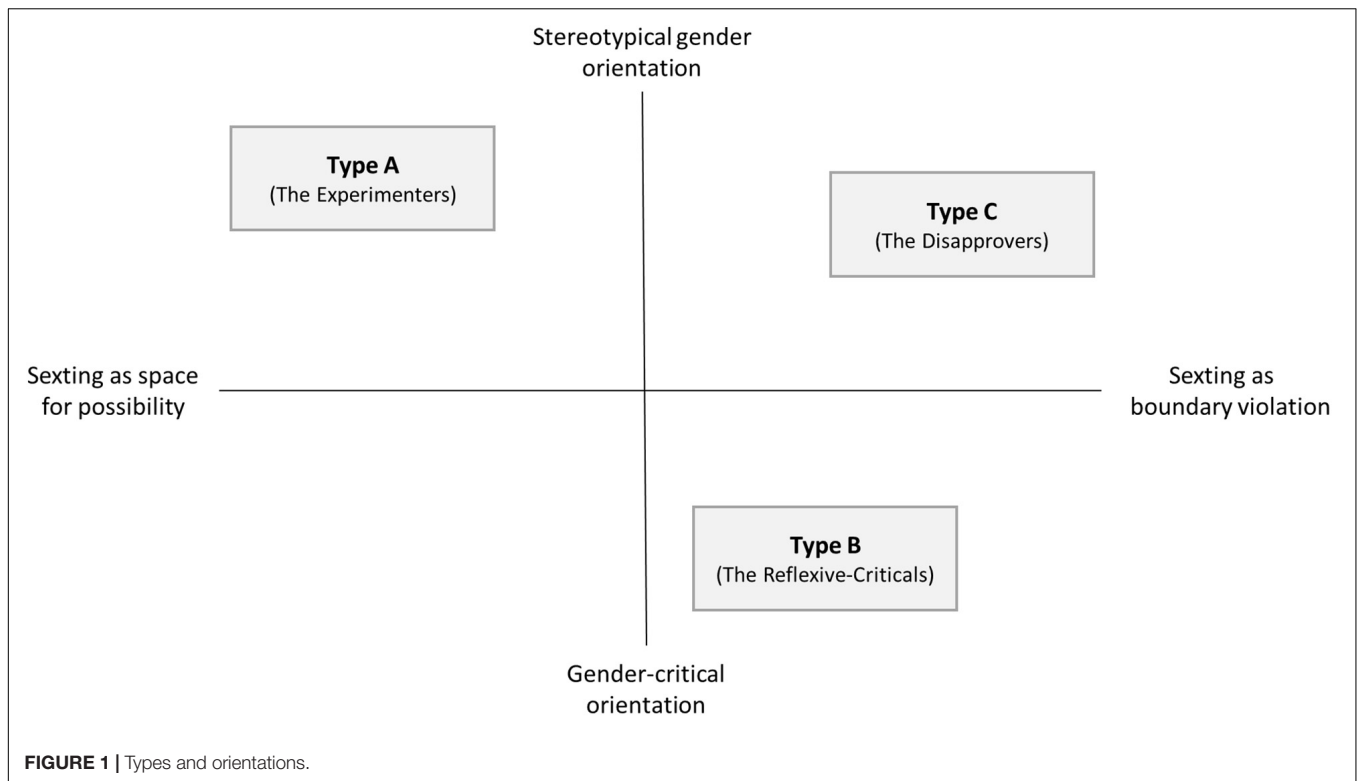 Stereotypical gender
orientation
Type A
(The Experimenters)
Type C
(The Disapprovers)
Sexting as space
for possibility
Sexting as
boundary violation
Type B
(The Reflexive-Criticals)
Gender-critical
orientation
FIGURE 1 | Types and orientations.